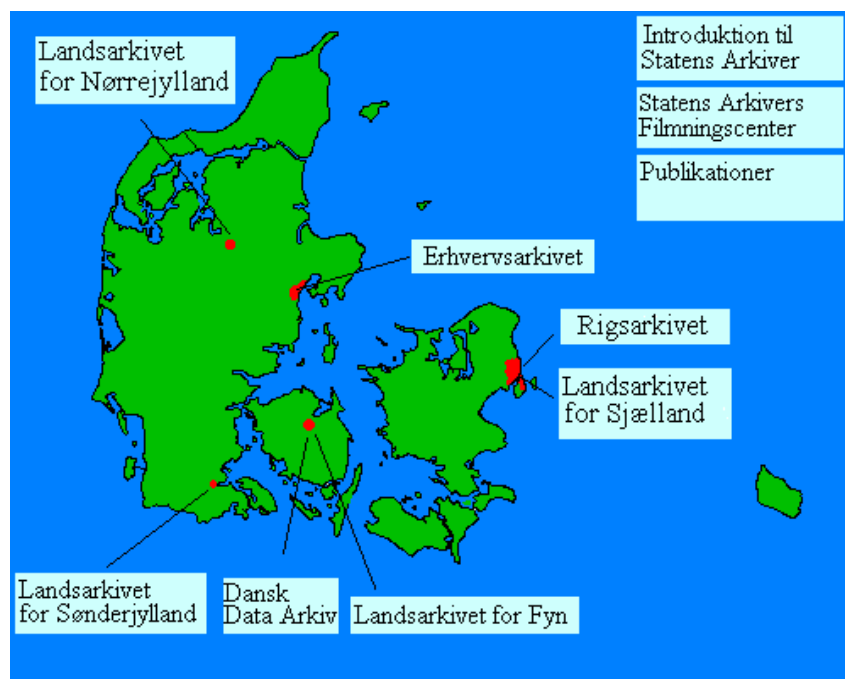 Landsarkivet
for Nørrejylland
Introduktion til
Statens Arkiver
Statens Arkivers
Filmningscenter
Publikationer
Erhvervsarkivet
Rigsarkivet
Landsarkivet
for Sjælland
Landsarkivet
for Sønderjylland
Dansk
Data Arkiv
Landsarkivet for Fyn